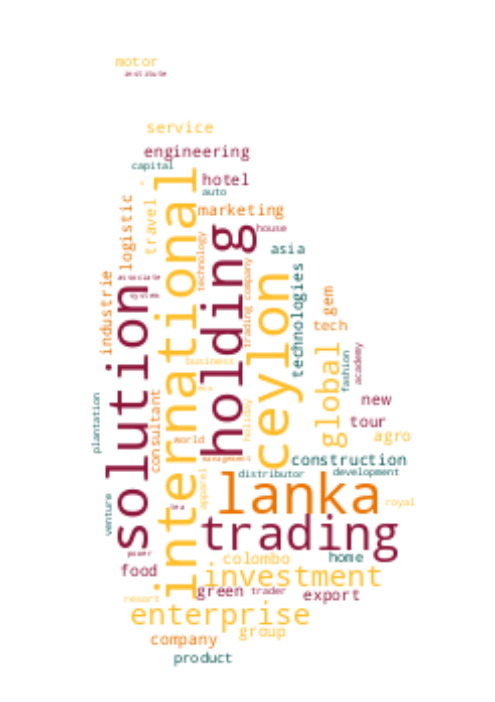 motor
institute
service
engineering
capital
hotel
auto
marketing
logistic
travel
international
house
holding
technology
asia
trading company
technologies
associate
system
industrie
solution
ceylon
gem
tech
global
fashion
academy
business
new
tour
agro
plantation
consultant
holiday
world
management
construction
distributor
development
apparel
lanka
royal
venture
tea
trading
power
colombo
home
food
investment
green
trader
export
resort
enterprise
group
company
product